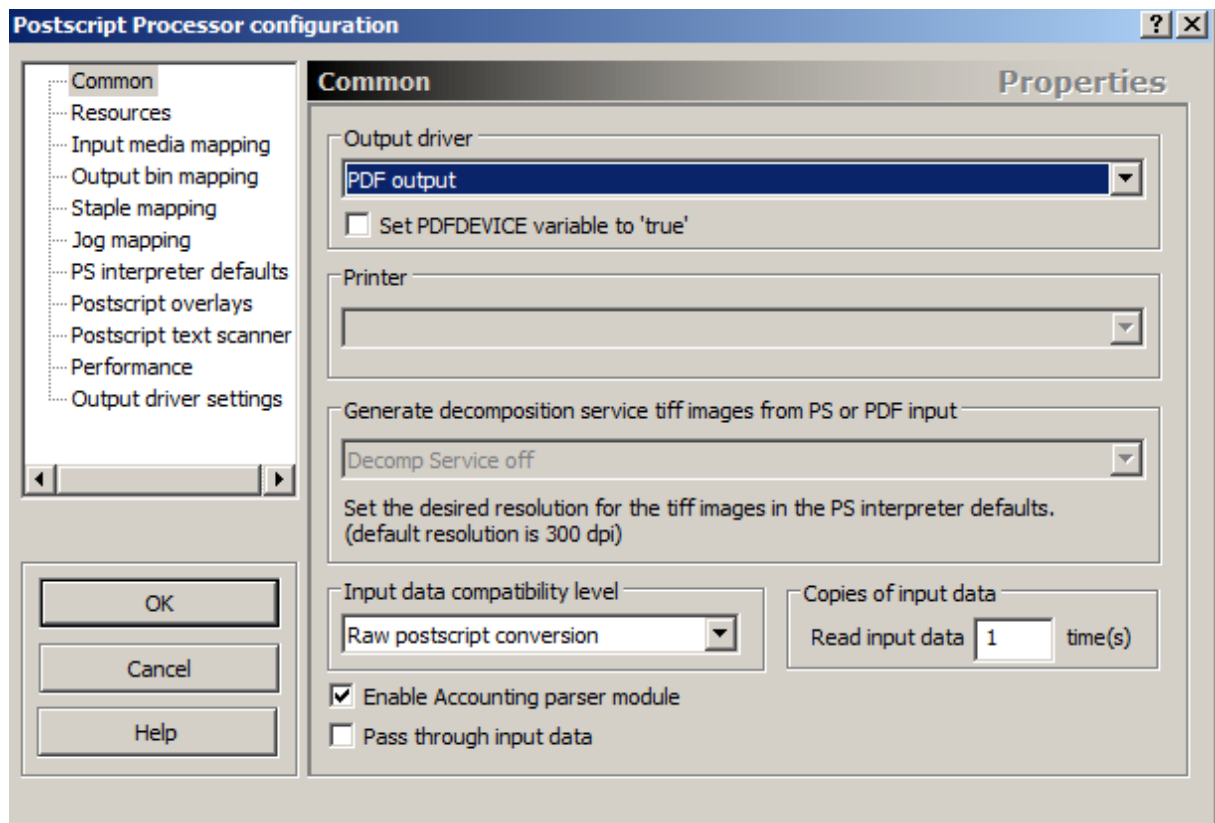 Postscript Processor configuration
Common
Resources
Input media mapping
Output bin mapping
Staple mapping
Jog mapping
PS interpreter defaults
Postscript overlays
Postscript text scanner
Performance
Output driver settings
OK
Cancel
Help
Common Properties
Output driver
PDF output
Set PDFDEVICE variable to 'true'
Printer
Generate decomposition service tiff images from PS or PDF input
Decomp Service off
Set the desired resolution for the tiff images in the PS interpreter defaults.
(default resolution is 300 dpi)
Input data compatibility level
Raw postscript conversion
Copies of input data
Read input data 1 time(s)
Enable Accounting parser module
Pass through input data